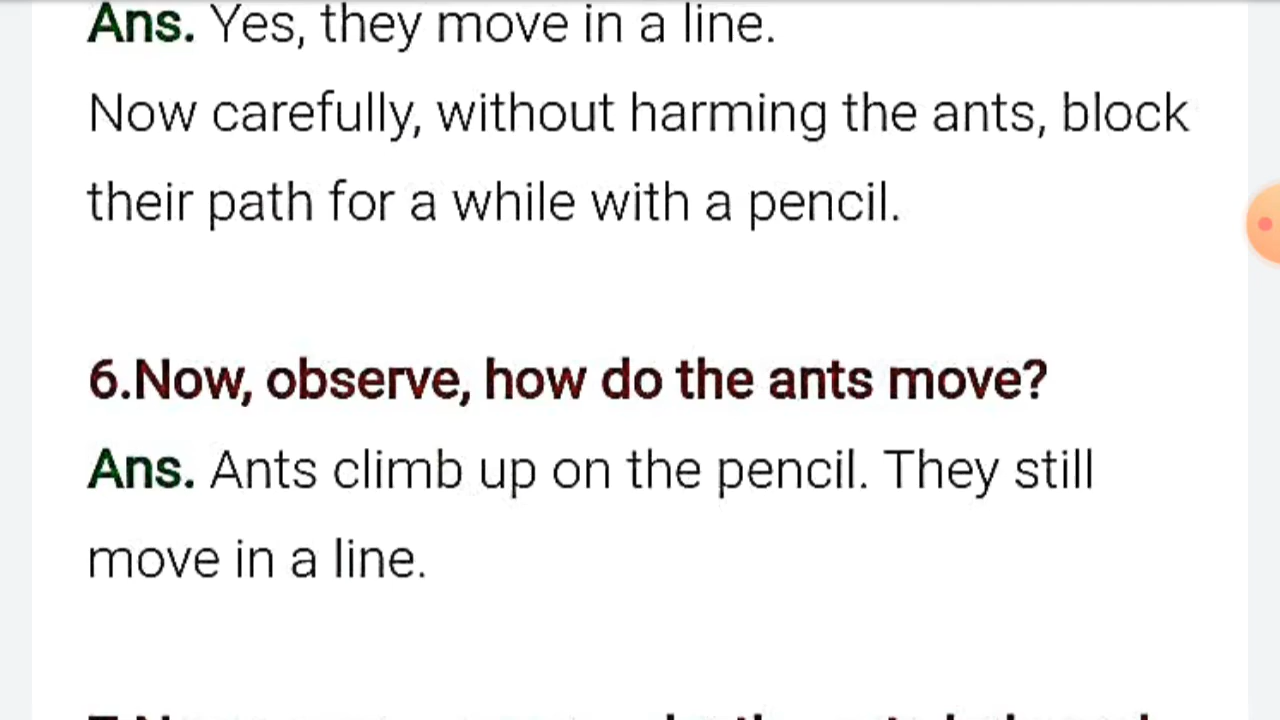 Ans. Yes, they move in a line.
Now carefully, without harming the ants, block
their path for a while with a pencil.
6.Now, observe, how do the ants move?
Ans. Ants climb up on the pencil. They still
move in a line.